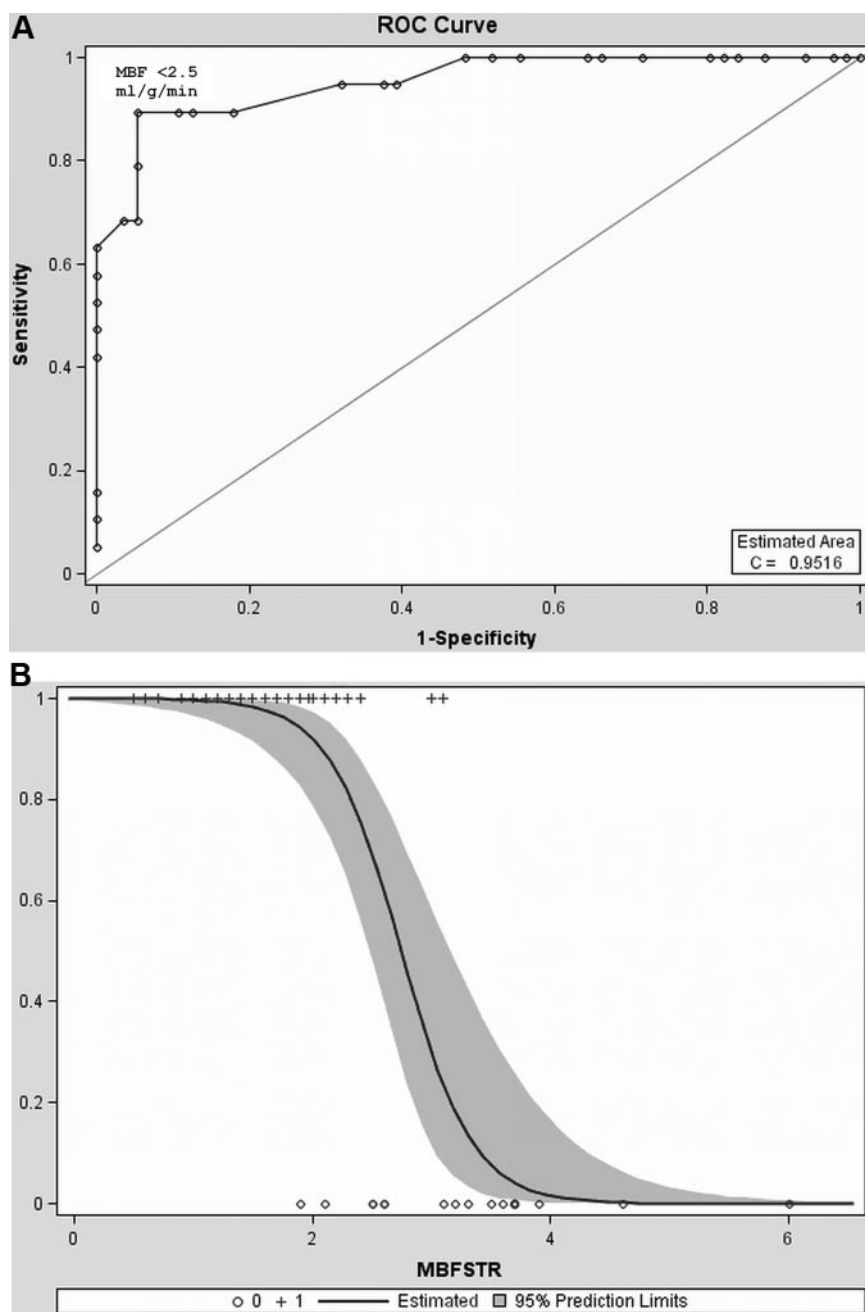 A
ROC Curve
1
MBF <2.5
ml/g/min
0.8
0.6
Sensitivity
0.4
0.2
0
Estimated Area
C = 0.9516
0 0.2 0.4 0.6 0.8 1
1-Specificity
B
1
0.8
0.6
0.4
0.2
0
0 2 4 6
MBFSTR
0 1 Estimated 95% Prediction Limits